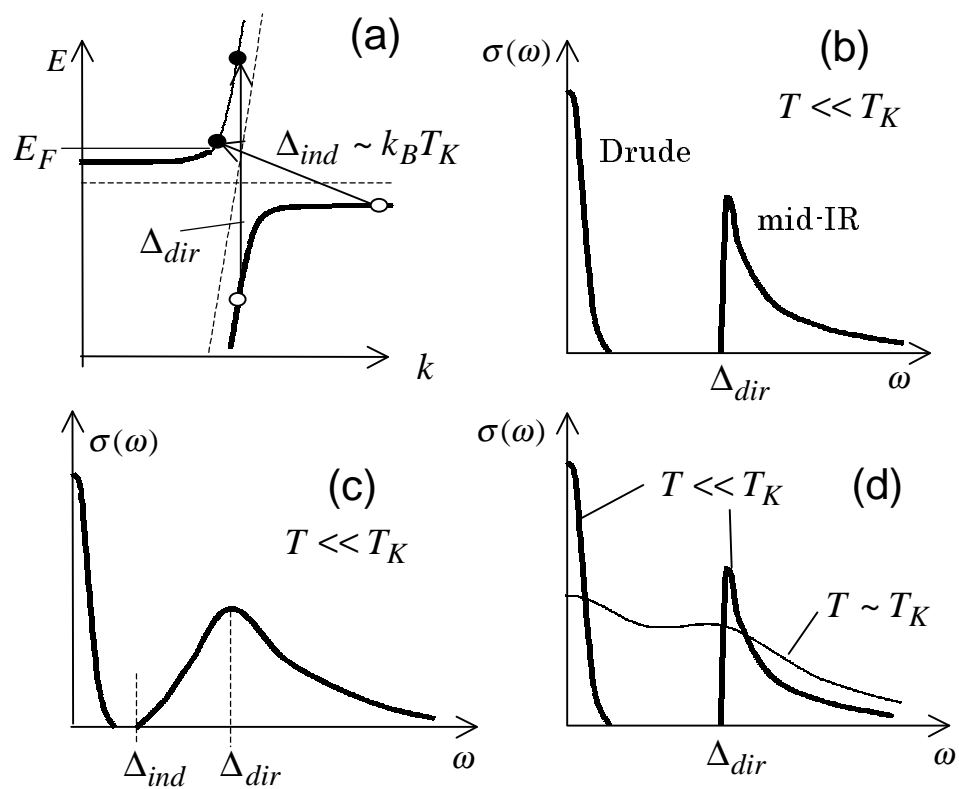 (a)
E
E_F
Δ_ind ~ k_B T_K
Δ_dir
k
(b)
σ(ω)
T << T_K
Drude
mid-IR
Δ_dir
ω
(c)
σ(ω)
T << T_K
Δ_ind
Δ_dir
ω
(d)
σ(ω)
T << T_K
T ~ T_K
Δ_dir
ω